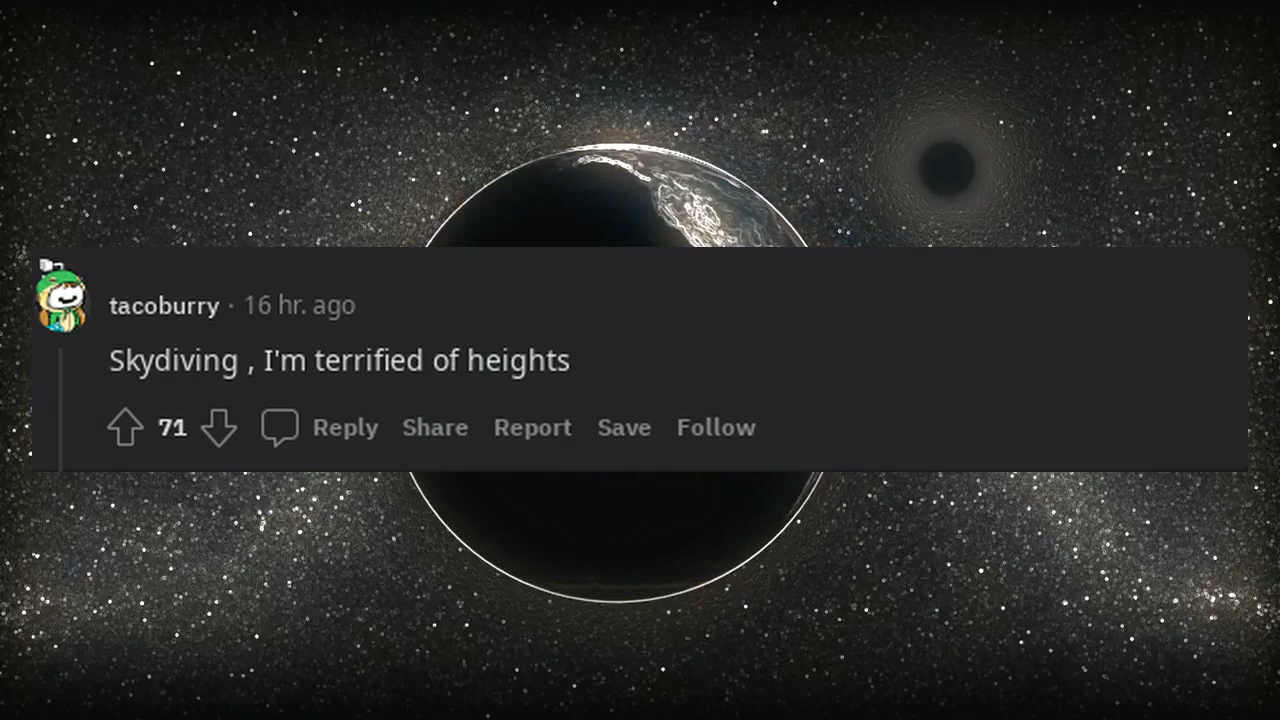 tacoburry · 16 hr. ago
Skydiving , I'm terrified of heights
71 Reply Share Report Save Follow